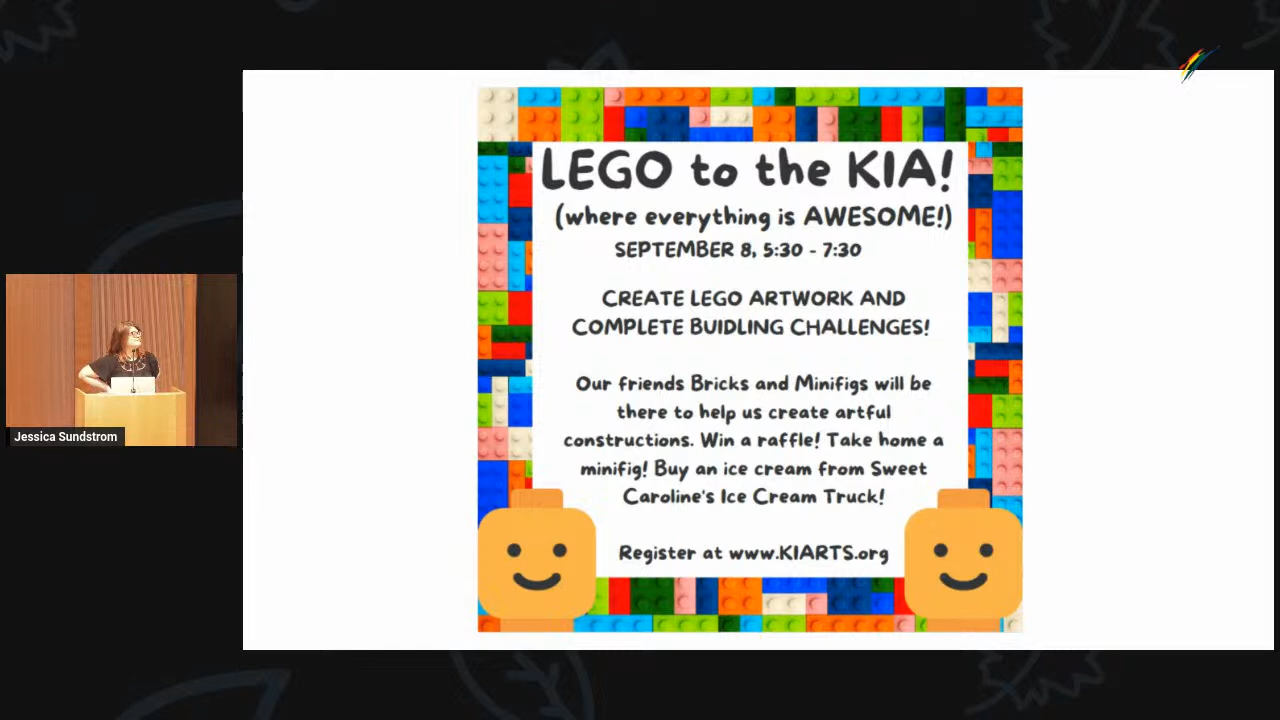 LEGO to the KIA!
(where everything is AWESOME!)
SEPTEMBER 8, 5:30 - 7:30
CREATE LEGO ARTWORK AND
COMPLETE BUIDLING CHALLENGES!
Our friends Bricks and Minifigs will be
there to help us create artful
constructions. Win a raffle! Take home a
minifig! Buy an ice cream from Sweet
Caroline's Ice Cream Truck!
Register at www.KIARTS.org
Jessica Sundstrom